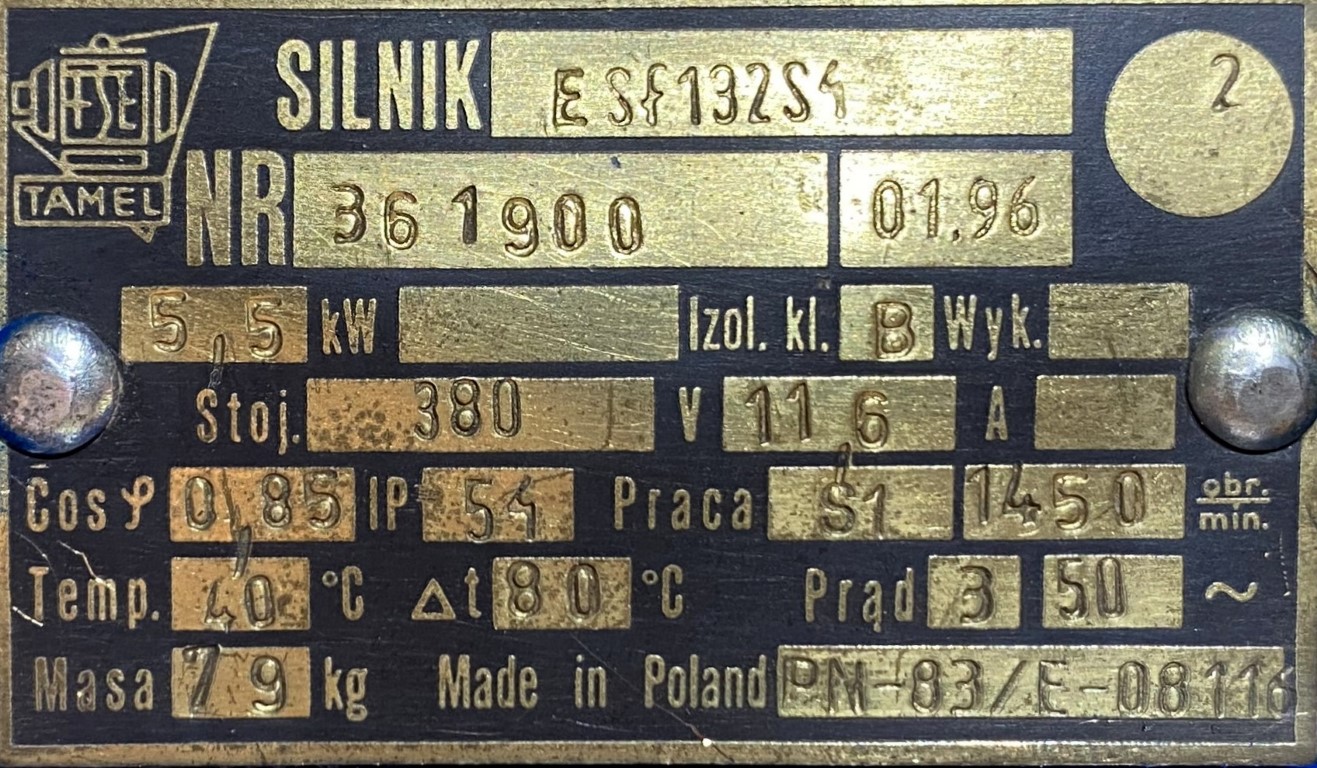 SILNIK ESf132S4 2
TAMEL
NR 361900 01.96
5,5 kW Izol. kl. B Wyk.
Stoj. 380 V 11,6 A
Cos φ 0,85 IP 54 Praca S1 1450 obr./min.
Temp. 40 °C Δt 80 °C Prąd 3 50 ~
Masa 79 kg Made in Poland PN-83/E-08116